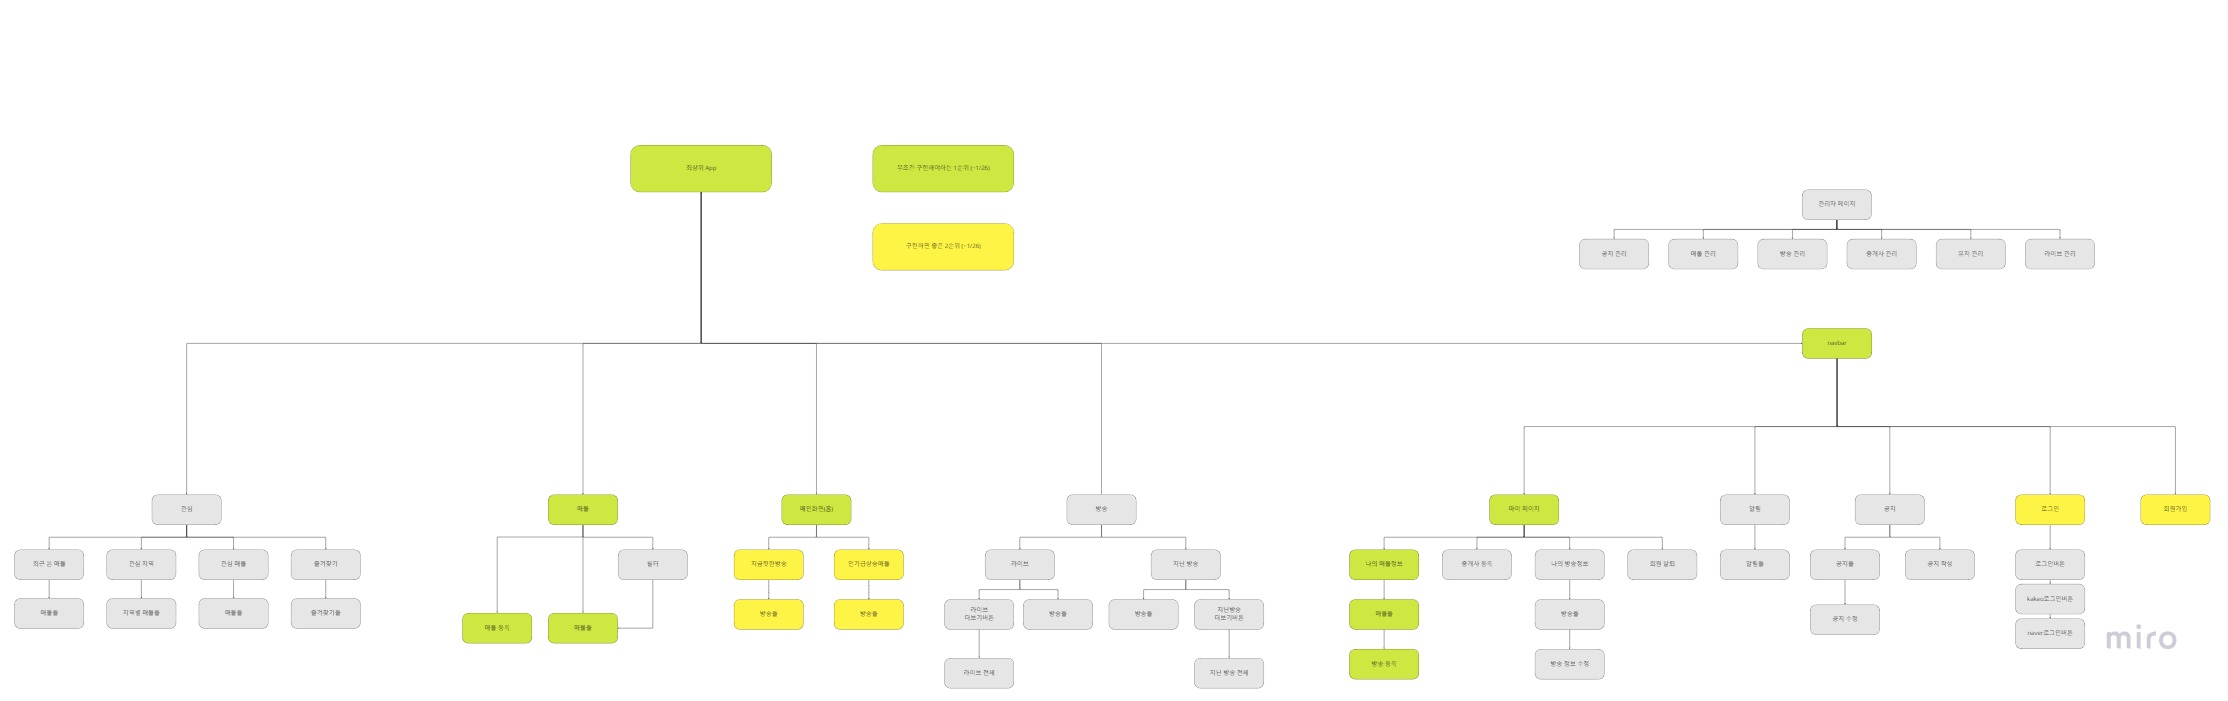 최상위 App
무조건 구현해야하는 1순위 (~1/26)
구현하면 좋은 2순위 (~1/26)
관리자 페이지
공지 관리
매물 관리
방송 관리
중개사 관리
유저 관리
라이브 관리
navbar
관심
매물
메인화면(홈)
방송
마이 페이지
알림
공지
로그인
회원가입
최근 본 매물
관심 지역
관심 매물
즐겨찾기
필터
지금핫한방송
인기급상승매물
라이브
지난 방송
나의 매물정보
중개사 등록
나의 방송정보
회원 탈퇴
알림들
공지들
공지 작성
로그인버튼
매물들
지역별 매물들
매물들
즐겨찾기들
매물 등록
매물들
방송들
방송들
라이브
더보기버튼
방송들
방송들
지난방송
더보기버튼
매물들
방송들
공지 수정
kakao로그인버튼
naver로그인버튼
라이브 전체
지난 방송 전체
방송 등록
방송 정보 수정
miro